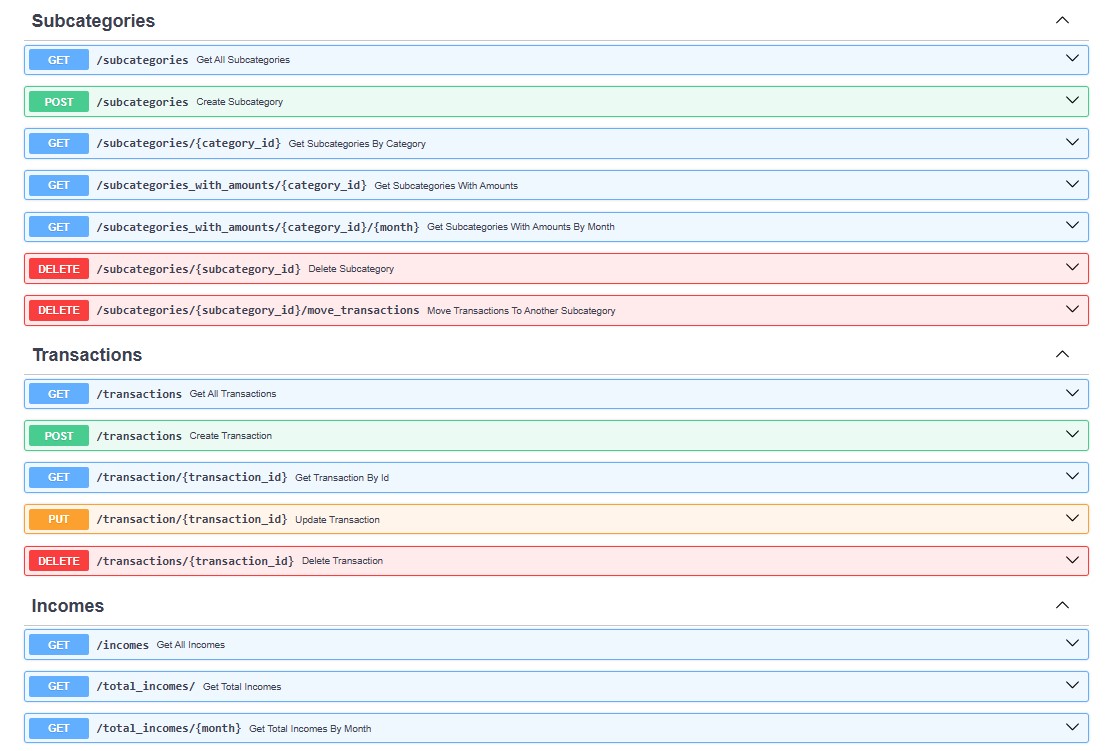 Subcategories
GET /subcategories Get All Subcategories
POST /subcategories Create Subcategory
GET /subcategories/{category_id} Get Subcategories By Category
GET /subcategories_with_amounts/{category_id} Get Subcategories With Amounts
GET /subcategories_with_amounts/{category_id}/{month} Get Subcategories With Amounts By Month
DELETE /subcategories/{subcategory_id} Delete Subcategory
DELETE /subcategories/{subcategory_id}/move_transactions Move Transactions To Another Subcategory
Transactions
GET /transactions Get All Transactions
POST /transactions Create Transaction
GET /transaction/{transaction_id} Get Transaction By Id
PUT /transaction/{transaction_id} Update Transaction
DELETE /transactions/{transaction_id} Delete Transaction
Incomes
GET /incomes Get All Incomes
GET /total_incomes/ Get Total Incomes
GET /total_incomes/{month} Get Total Incomes By Month